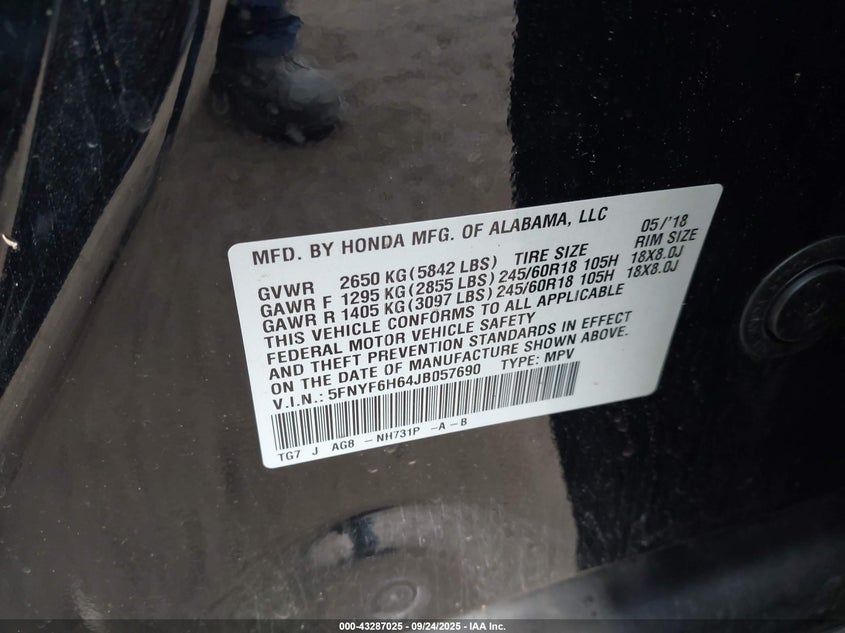 MFD. BY HONDA MFG. OF ALABAMA, LLC 05/'18
GVWR 2650 KG (5842 LBS) TIRE SIZE RIM SIZE
GAWR F 1295 KG (2855 LBS) 245/60R18 105H 18X8.0J
GAWR R 1405 KG (3097 LBS) 245/60R18 105H 18X8.0J
THIS VEHICLE CONFORMS TO ALL APPLICABLE
FEDERAL MOTOR VEHICLE SAFETY
AND THEFT PREVENTION STANDARDS IN EFFECT
ON THE DATE OF MANUFACTURE SHOWN ABOVE.
V.I.N.: 5FNYF6H64JB057690 TYPE: MPV
TG7 J AG8 -NH731P -A-B
000-43287025 - 09/24/2025 - IAA Inc.